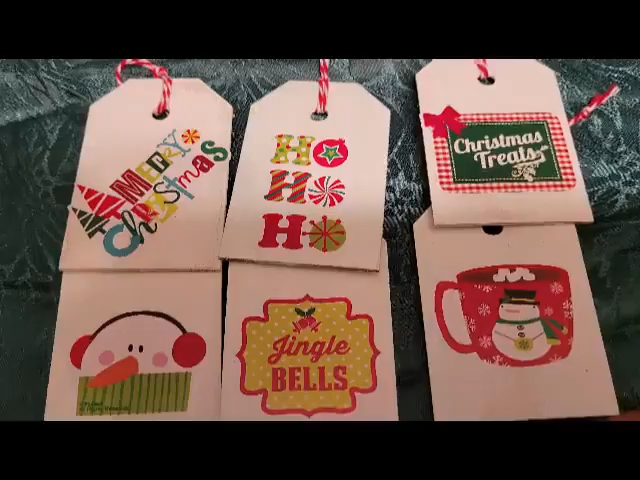 MERRY
Christmas
HO
HO
HO
Christmas
Treats
Jingle
BELLS